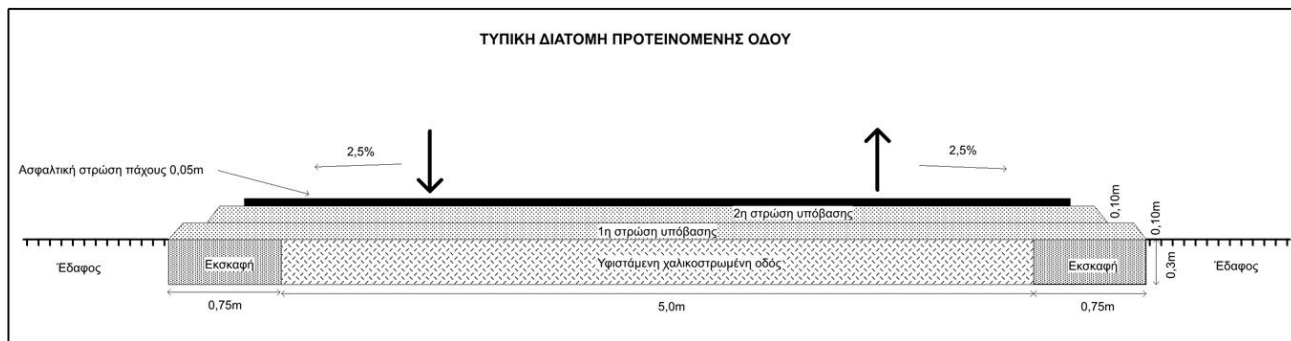 ΤΥΠΙΚΗ ΔΙΑΤΟΜΗ ΠΡΟΤΕΙΝΟΜΕΝΗΣ ΟΔΟΥ
2,5%
2,5%
Ασφαλτική στρώση πάχους 0,05m
2η στρώση υπόβασης
0,10m
1η στρώση υπόβασης
0,10m
Έδαφος
Εκσκαφή
Υφιστάμενη χαλικοστρωμένη οδός
Εκσκαφή
0,3m
Έδαφος
0,75m
5,0m
0,75m